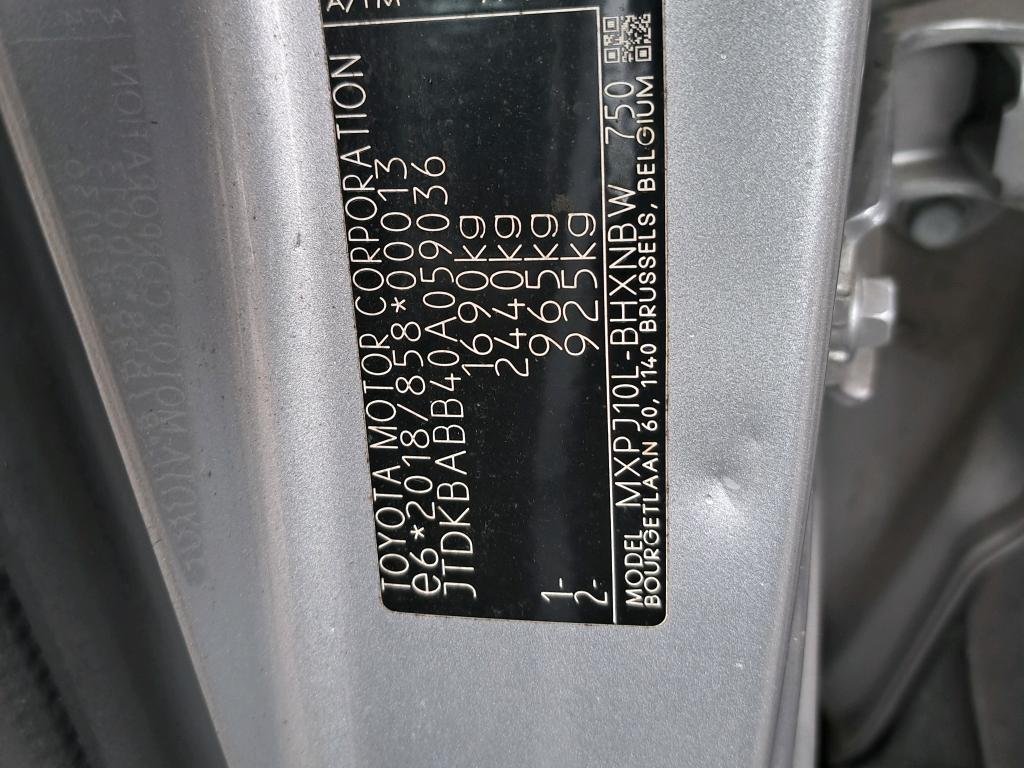 TOYOTA MOTOR CORPORATION
e6*2018/858*00013
JTDKBABB40A059036
1690kg
2440kg
1- 965kg
2- 925kg
MODEL MXPJ10L-BHXNBW 750
BOURGETLAAN 60, 1140 BRUSSELS, BELGIUM
A/TM